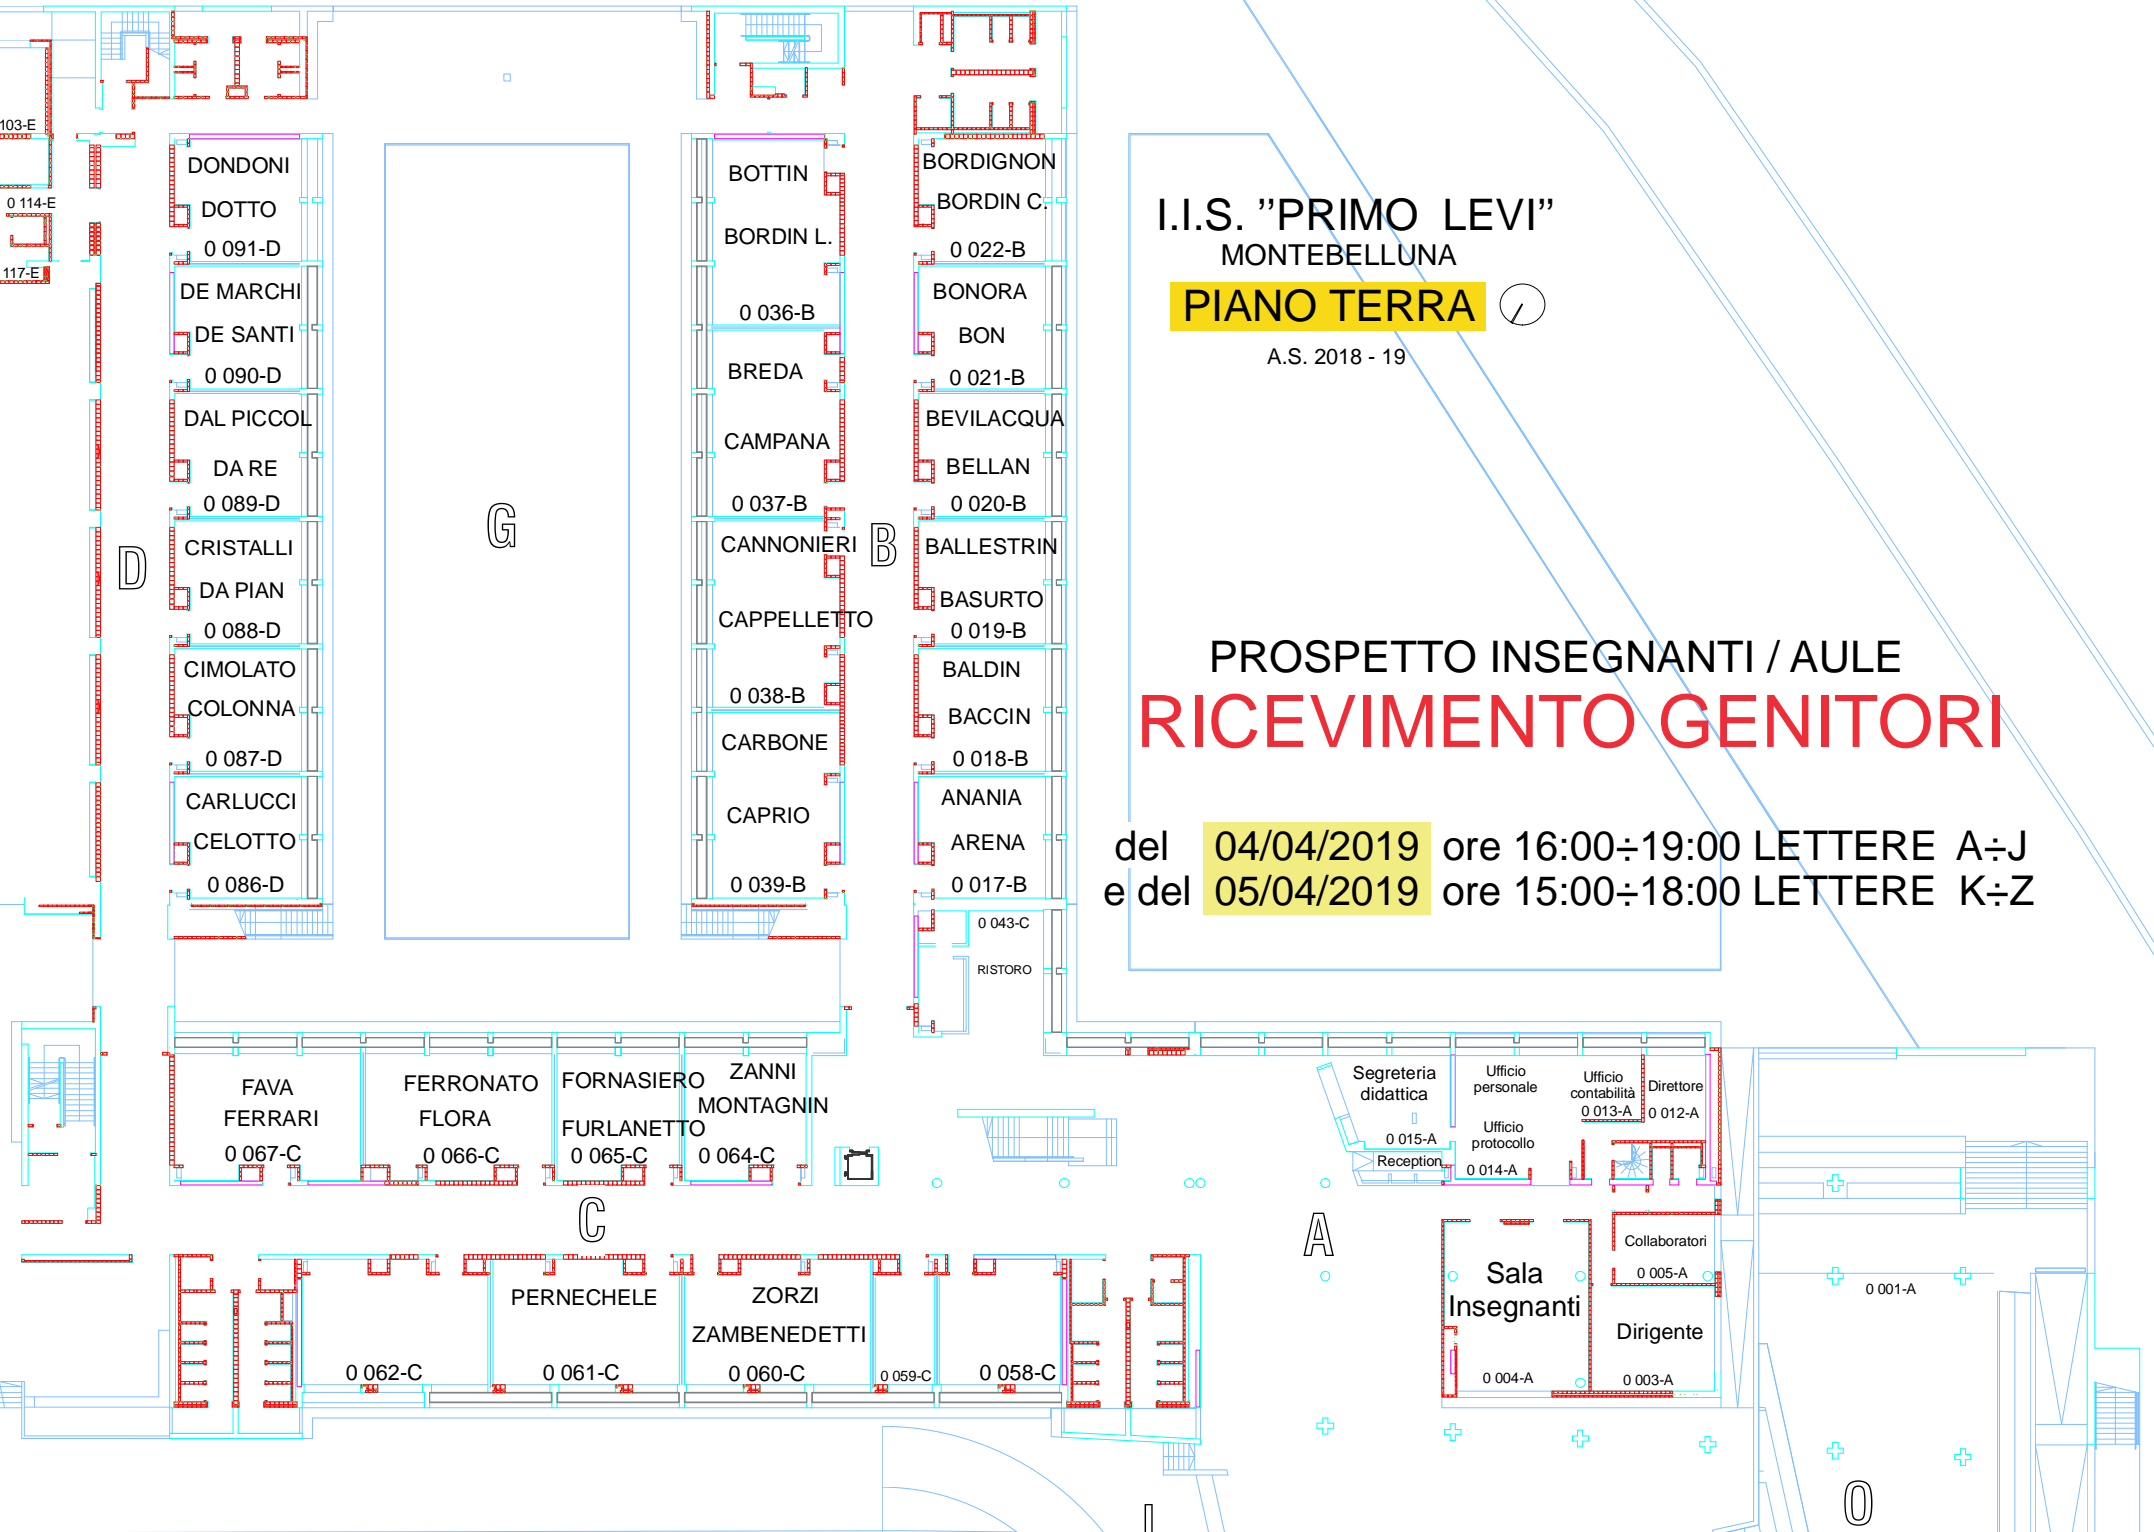 103-E
0 114-E
117-E
DONDONI
DOTTO
0 091-D
DE MARCHI
DE SANTI
0 090-D
DAL PICCOL
DA RE
0 089-D
CRISTALLI
DA PIAN
0 088-D
CIMOLATO
COLONNA
0 087-D
CARLUCCI
CELOTTO
0 086-D
D
G
BOTTIN
BORDIN L.
0 036-B
BREDA
CAMPANA
0 037-B
CANNONIERI
CAPPELLETTO
0 038-B
CARBONE
CAPRIO
0 039-B
B
BORDIGNON
BORDIN C.
0 022-B
BONORA
BON
0 021-B
BEVILACQUA
BELLAN
0 020-B
BALLESTRIN
BASURTO
0 019-B
BALDIN
BACCIN
0 018-B
ANANIA
ARENA
0 017-B
0 043-C
RISTORO
I.I.S. "PRIMO LEVI"
MONTEBELLUNA
PIANO TERRA
A.S. 2018 - 19
PROSPETTO INSEGNANTI / AULE
RICEVIMENTO GENITORI
del 04/04/2019 ore 16:00÷19:00 LETTERE A÷J
e del 05/04/2019 ore 15:00÷18:00 LETTERE K÷Z
FAVA
FERRARI
0 067-C
FERRONATO
FLORA
0 066-C
FORNASIERO
FURLANETTO
0 065-C
ZANNI
MONTAGNIN
0 064-C
C
0 062-C
PERNECHELE
0 061-C
ZORZI
ZAMBENEDETTI
0 060-C
0 059-C
0 058-C
Segreteria
didattica
0 015-A
Reception
Ufficio
personale
Ufficio
protocollo
0 014-A
Ufficio
contabilità
0 013-A
Direttore
0 012-A
A
Sala
Insegnanti
0 004-A
Collaboratori
0 005-A
Dirigente
0 003-A
0 001-A
O